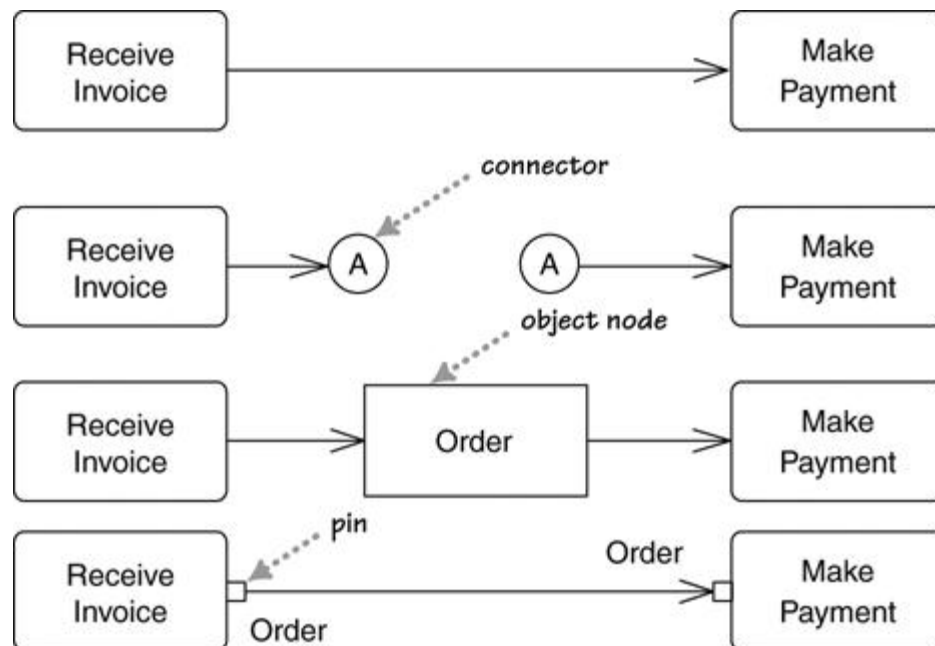 Receive
Invoice
Make
Payment
connector
Receive
Invoice
A
A
Make
Payment
object node
Receive
Invoice
Order
Make
Payment
pin
Receive
Invoice
Order
Order
Make
Payment